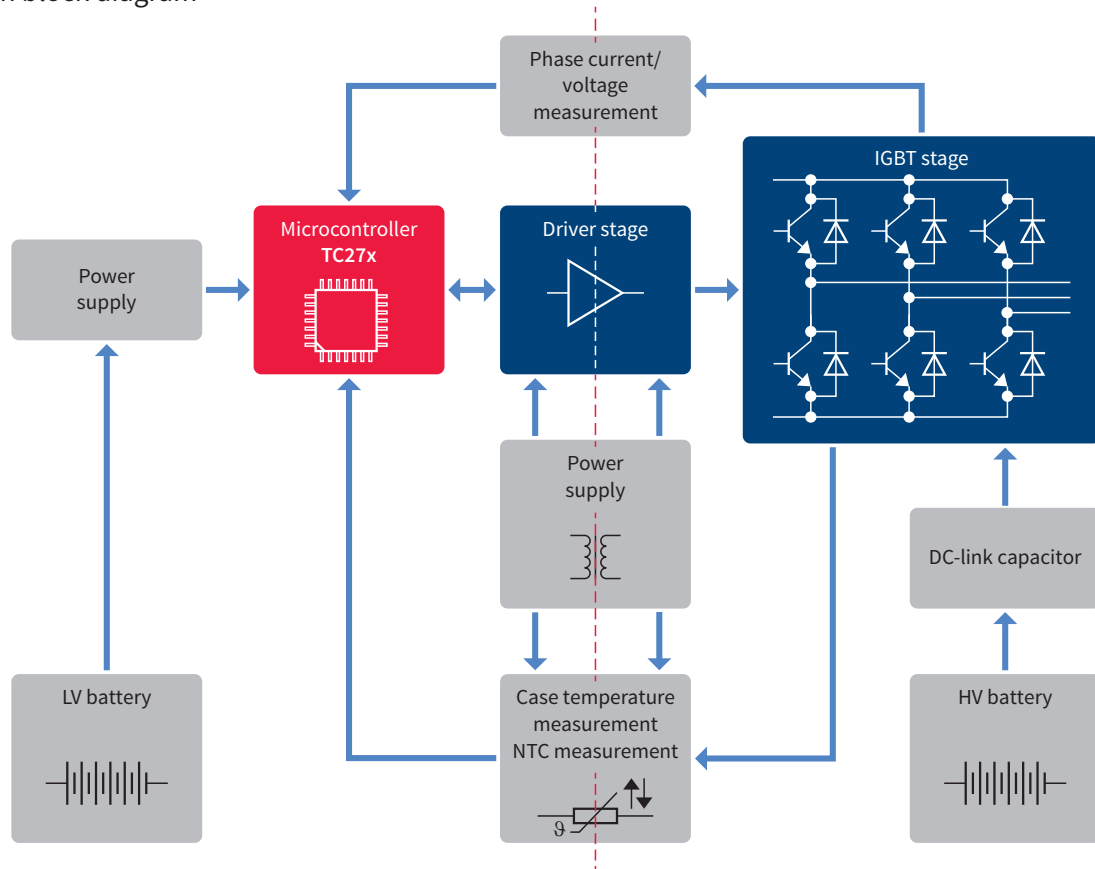 block diagram
Phase current/
voltage
measurement
IGBT stage
Microcontroller
TC27x
Driver stage
Power
supply
Power
supply
DC-link capacitor
LV battery
Case temperature
measurement
NTC measurement
ϑ
HV battery